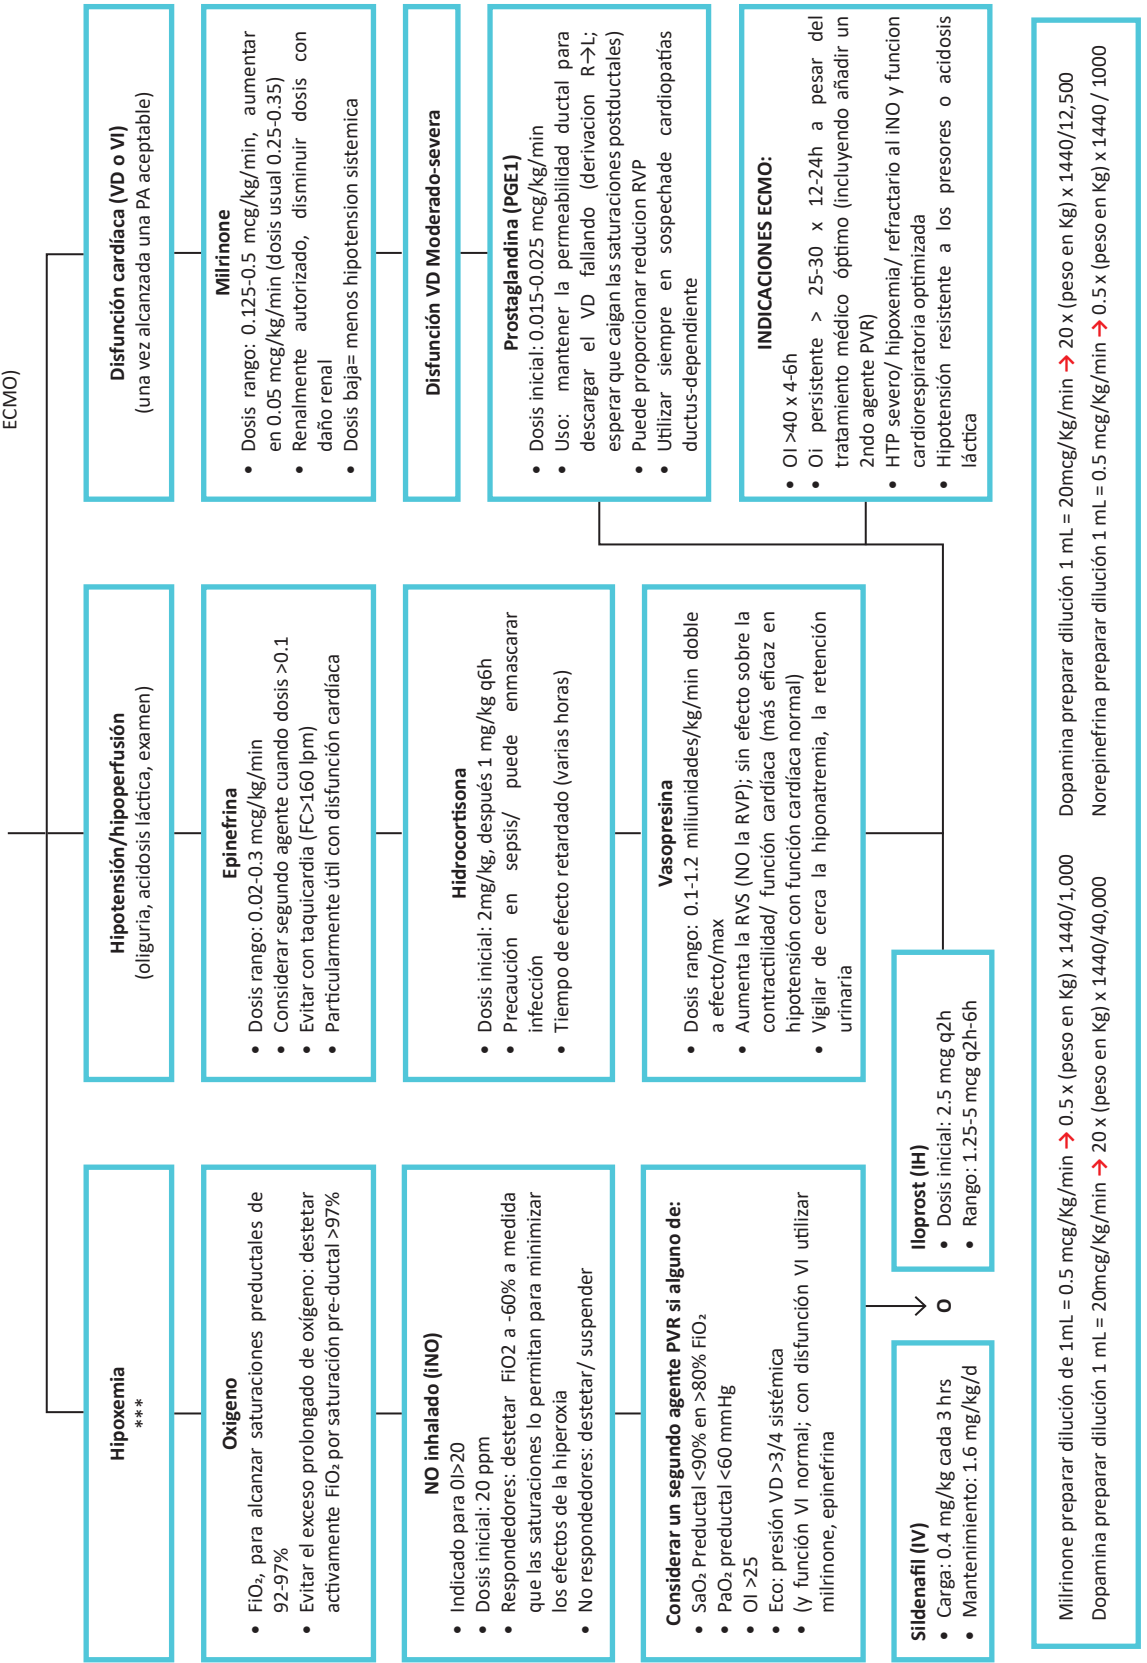 ECMO)
Hipoxemia
***
Oxigeno
• FiO₂, para alcanzar saturaciones preductales de
92-97%
• Evitar el exceso prolongado de oxígeno: destetar
activamente FiO₂ por saturación pre-ductal >97%
NO inhalado (iNO)
• Indicado para 0I>20
• Dosis inicial: 20 ppm
• Respondedores: destetar FiO2 a -60% a medida
que las saturaciones lo permitan para minimizar
los efectos de la hiperoxia
• No respondedores: destetar/ suspender
Considerar un segundo agente PVR si alguno de:
• SaO₂ Preductal <90% en >80% FiO₂
• PaO₂ preductal <60 mmHg
• OI >25
• Eco: presión VD >3/4 sistémica
• (y función VI normal; con disfunción VI utilizar
milrinone, epinefrina
Sildenafil (IV)
• Carga: 0.4 mg/kg cada 3 hrs
• Mantenimiento: 1.6 mg/kg/d
O
Iloprost (IH)
• Dosis inicial: 2.5 mcg q2h
• Rango: 1.25-5 mcg q2h-6h
Hipotensión/hipoperfusión
(oliguria, acidosis láctica, examen)
Epinefrina
• Dosis rango: 0.02-0.3 mcg/kg/min
• Considerar segundo agente cuando dosis >0.1
• Evitar con taquicardia (FC>160 lpm)
• Particularmente útil con disfunción cardíaca
Hidrocortisona
• Dosis inicial: 2mg/kg, después 1 mg/kg q6h
• Precaución en sepsis/ puede enmascarar
infección
• Tiempo de efecto retardado (varias horas)
Vasopresina
• Dosis rango: 0.1-1.2 miliunidades/kg/min doble
a efecto/max
• Aumenta la RVS (NO la RVP); sin efecto sobre la
contractilidad/ función cardíaca (más eficaz en
hipotensión con función cardíaca normal)
• Vigilar de cerca la hiponatremia, la retención
urinaria
Disfunción cardíaca (VD o VI)
(una vez alcanzada una PA aceptable)
Milrinone
• Dosis rango: 0.125-0.5 mcg/kg/min, aumentar
en 0.05 mcg/kg/min (dosis usual 0.25-0.35)
• Renalmente autorizado, disminuir dosis con
daño renal
• Dosis baja= menos hipotension sistemica
Disfunción VD Moderado-severa
Prostaglandina (PGE1)
• Dosis inicial: 0.015-0.025 mcg/kg/min
• Uso: mantener la permeabilidad ductal para
descargar el VD fallando (derivacion R→L;
esperar que caigan las saturaciones postductales)
• Puede proporcionar reducion RVP
• Utilizar siempre en sospechade cardiopatías
ductus-dependiente
INDICACIONES ECMO:
• OI >40 x 4-6h
• Oi persistente > 25-30 x 12-24h a pesar del
tratamiento médico óptimo (incluyendo añadir un
2ndo agente PVR)
• HTP severo/ hipoxemia/ refractario al iNO y funcion
cardiorespiratoria optimizada
• Hipotensión resistente a los presores o acidosis
láctica
Milrinone preparar dilución de 1mL = 0.5 mcg/Kg/min → 0.5 x (peso en Kg) x 1440/1,000
Dopamina preparar dilución 1 mL = 20mcg/Kg/min → 20 x (peso en Kg) x 1440/40,000
Dopamina preparar dilución 1 mL = 20mcg/Kg/min → 20 x (peso en Kg) x 1440/12,500
Norepinefrina preparar dilución 1 mL = 0.5 mcg/Kg/min → 0.5 x (peso en Kg) x 1440 / 1000